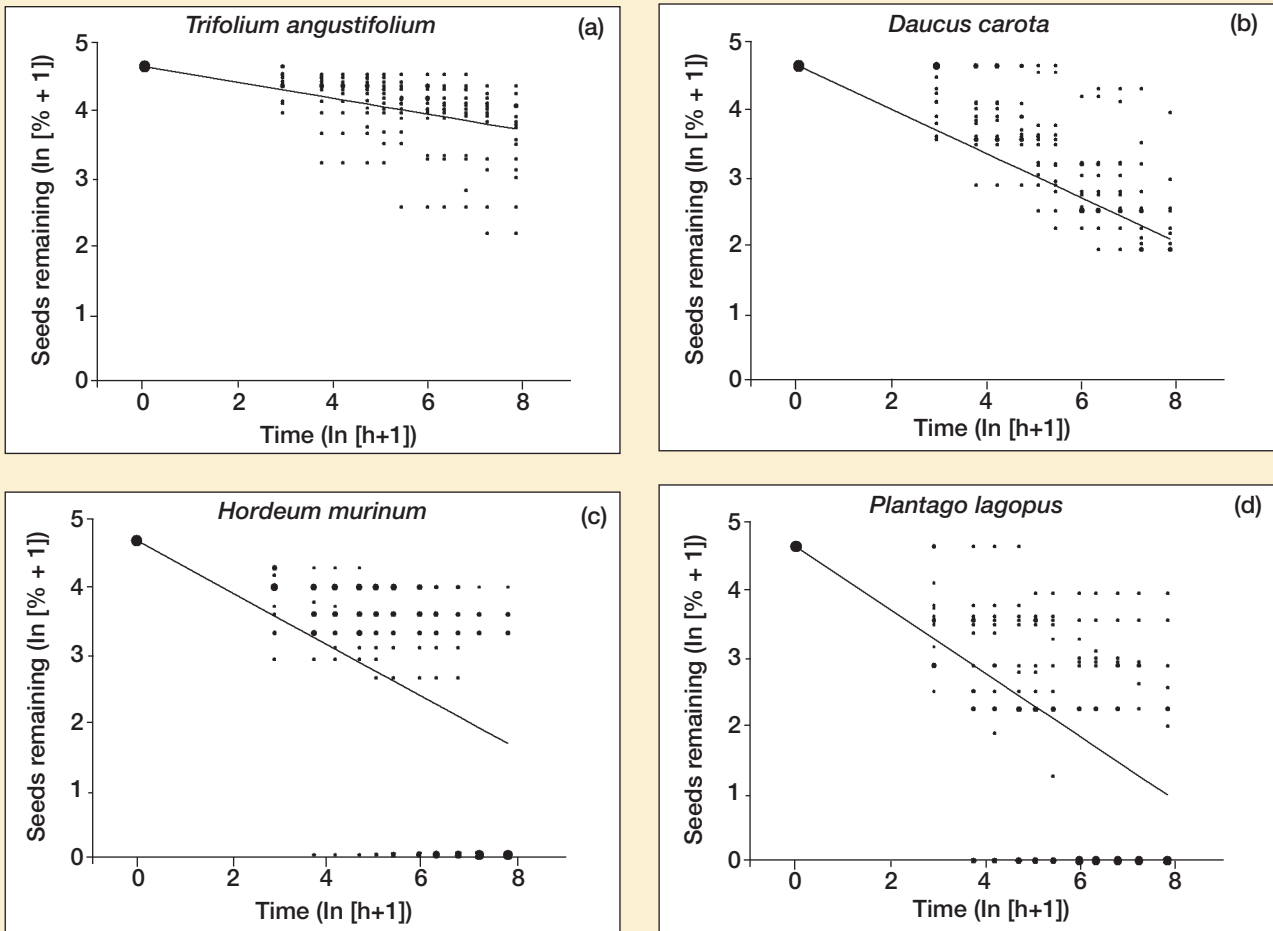 Trifolium angustifolium
(a)
Seeds remaining (ln [% + 1])
5
4
3
2
1
0
0 2 4 6 8
Time (ln [h+1])
Daucus carota
(b)
Seeds remaining (ln [% + 1])
5
4
3
2
1
0
0 2 4 6 8
Time (ln [h+1])
Hordeum murinum
(c)
Seeds remaining (ln [% + 1])
5
4
3
2
1
0
0 2 4 6 8
Time (ln [h+1])
Plantago lagopus
(d)
Seeds remaining (ln [% + 1])
5
4
3
2
1
0
0 2 4 6 8
Time (ln [h+1])